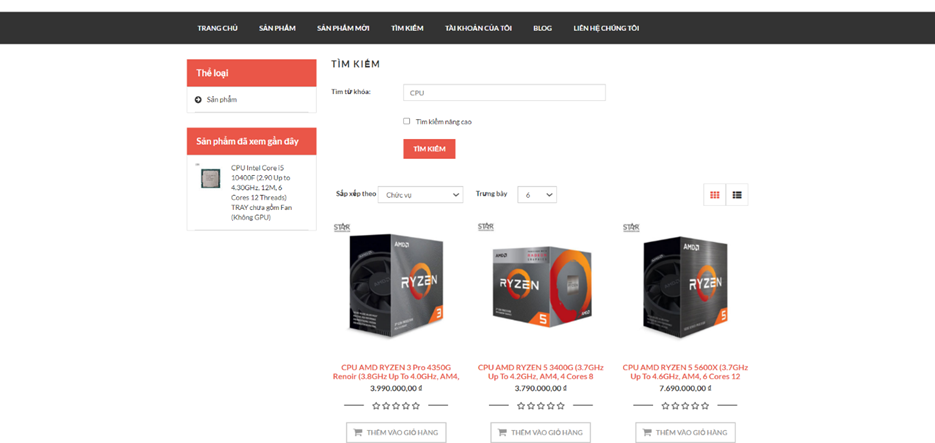 TRANG CHỦ SẢN PHẨM SẢN PHẨM MỚI TÌM KIẾM TÀI KHOẢN CỦA TÔI BLOG LIÊN HỆ CHÚNG TÔI
Thể loại
Sản phẩm
Sản phẩm đã xem gần đây
CPU Intel Core i5
10400F (2.90 Up to
4.30GHz, 12M, 6
Cores 12 Threads)
TRAY chưa gồm Fan
(Không GPU)
TÌM KIẾM
Tìm từ khóa: CPU
Tìm kiếm nâng cao
TÌM KIẾM
Sắp xếp theo Chức vụ Trưng bày 6
STAR STAR STAR
AMD AMD AMD
RYZEN RYZEN RYZEN
3 5 5
CPU AMD RYZEN 3 Pro 4350G
Renoir (3.8GHz Up To 4.0GHz, AM4,
3.990.000,00 ₫
THÊM VÀO GIỎ HÀNG
CPU AMD RYZEN 5 3400G (3.7GHz
Up To 4.2GHz, AM4, 4 Cores 8
3.790.000,00 ₫
THÊM VÀO GIỎ HÀNG
CPU AMD RYZEN 5 5600X (3.7GHz
Up To 4.6GHz, AM4, 6 Cores 12
7.690.000,00 ₫
THÊM VÀO GIỎ HÀNG